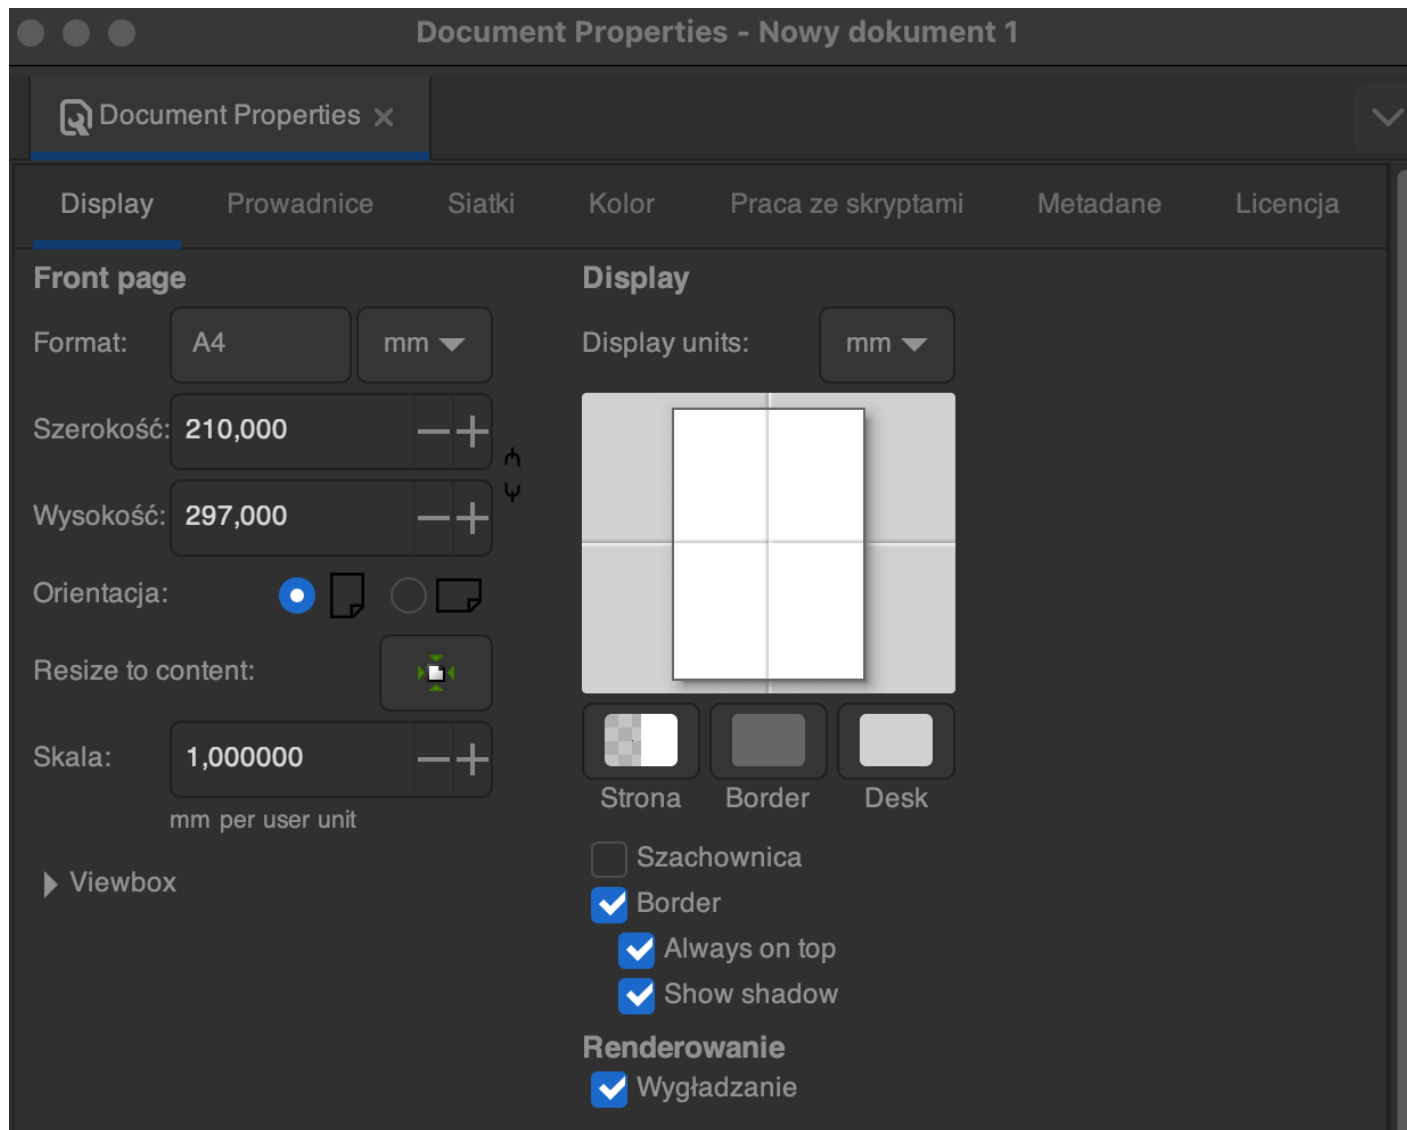 Document Properties - Nowy dokument 1
Document Properties
Display Prowadnice Siatki Kolor Praca ze skryptami Metadane Licencja
Front page
Format: A4 mm
Szerokość: 210,000
Wysokość: 297,000
Orientacja:
Resize to content:
Skala: 1,000000
mm per user unit
Viewbox
Display
Display units: mm
Strona Border Desk
Szachownica
Border
Always on top
Show shadow
Renderowanie
Wygładzanie